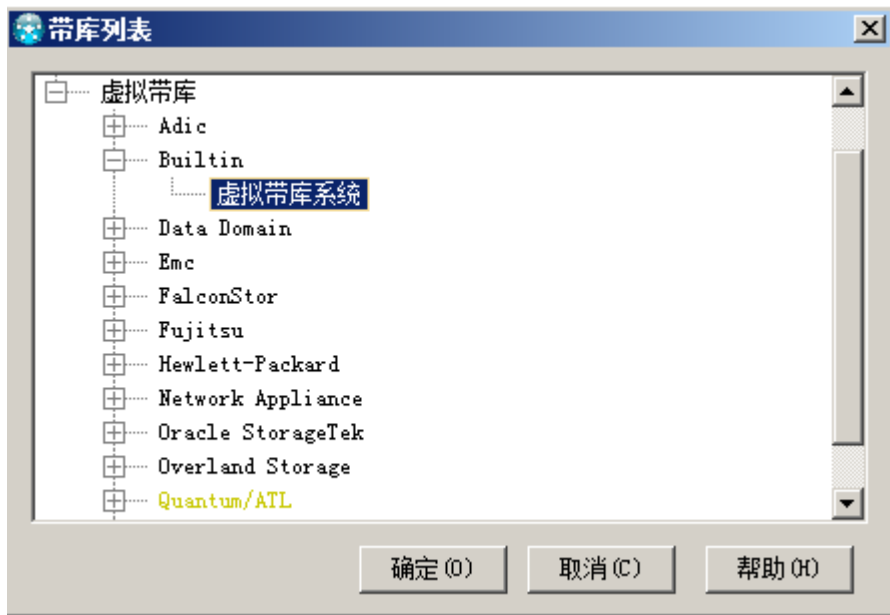 带库列表
虚拟带库
Adic
Builtin
虚拟带库系统
Data Domain
Emc
FalconStor
Fujitsu
Hewlett-Packard
Network Appliance
Oracle StorageTek
Overland Storage
Quantum/ATL
确定(O) 取消(C) 帮助(H)